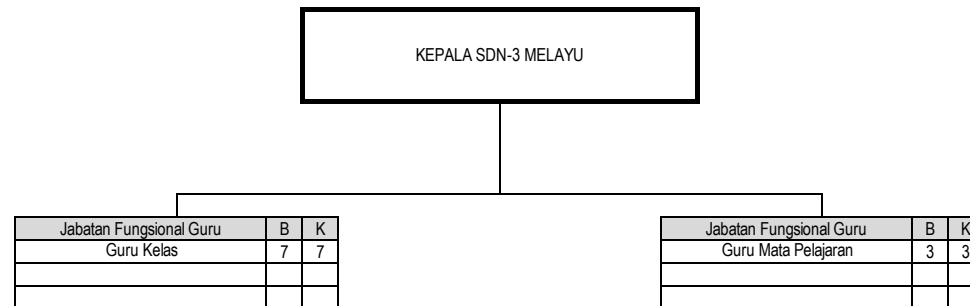 KEPALA SDN-3 MELAYU
Jabatan Fungsional Guru B K
Guru Kelas 7 7
Jabatan Fungsional Guru B K
Guru Mata Pelajaran 3 3